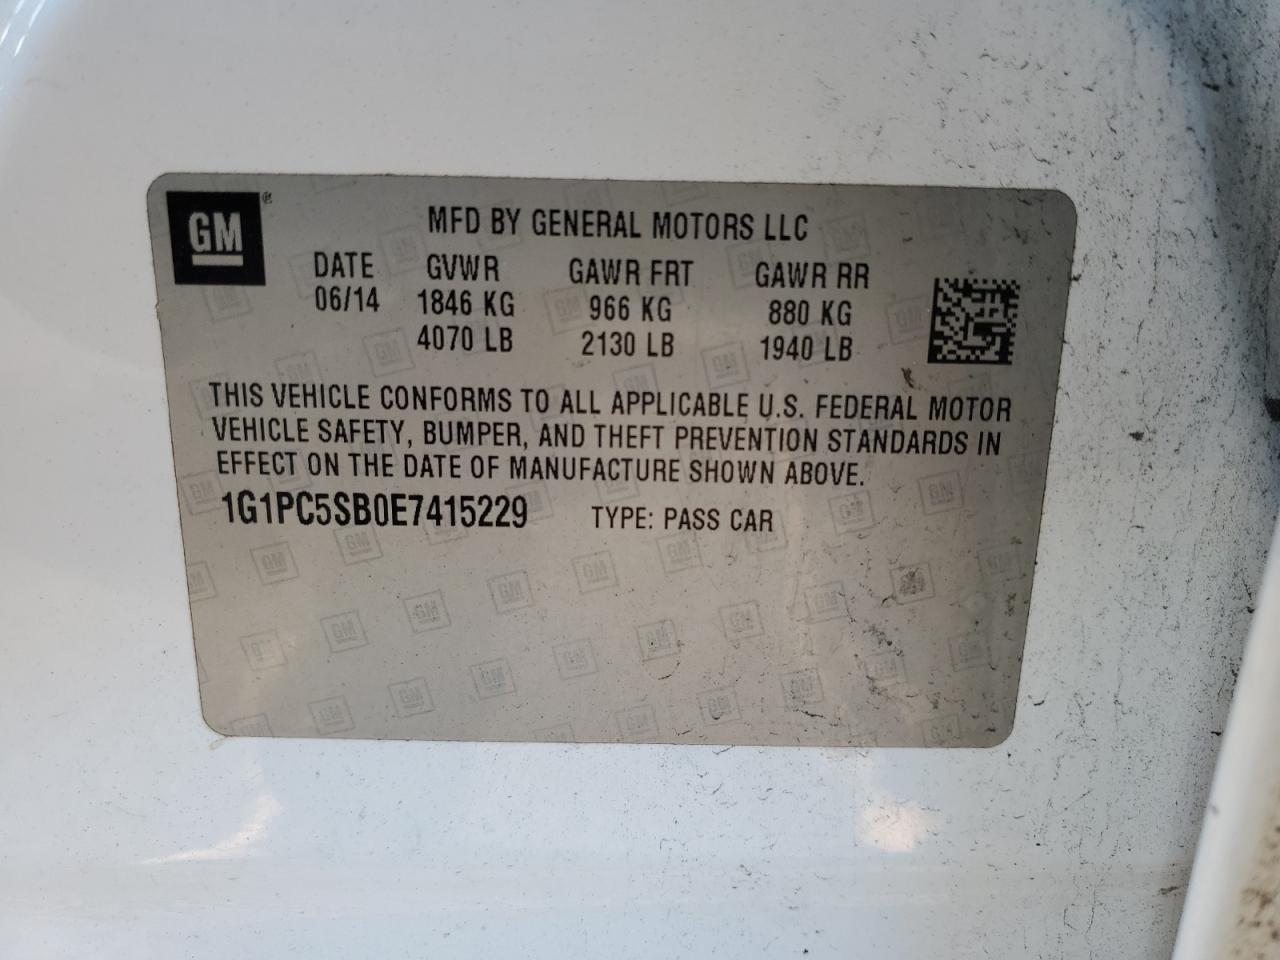 GM®
MFD BY GENERAL MOTORS LLC
DATE GVWR GAWR FRT GAWR RR
06/14 1846 KG 966 KG 880 KG
4070 LB 2130 LB 1940 LB
THIS VEHICLE CONFORMS TO ALL APPLICABLE U.S. FEDERAL MOTOR
VEHICLE SAFETY, BUMPER, AND THEFT PREVENTION STANDARDS IN
EFFECT ON THE DATE OF MANUFACTURE SHOWN ABOVE.
1G1PC5SB0E7415229 TYPE: PASS CAR